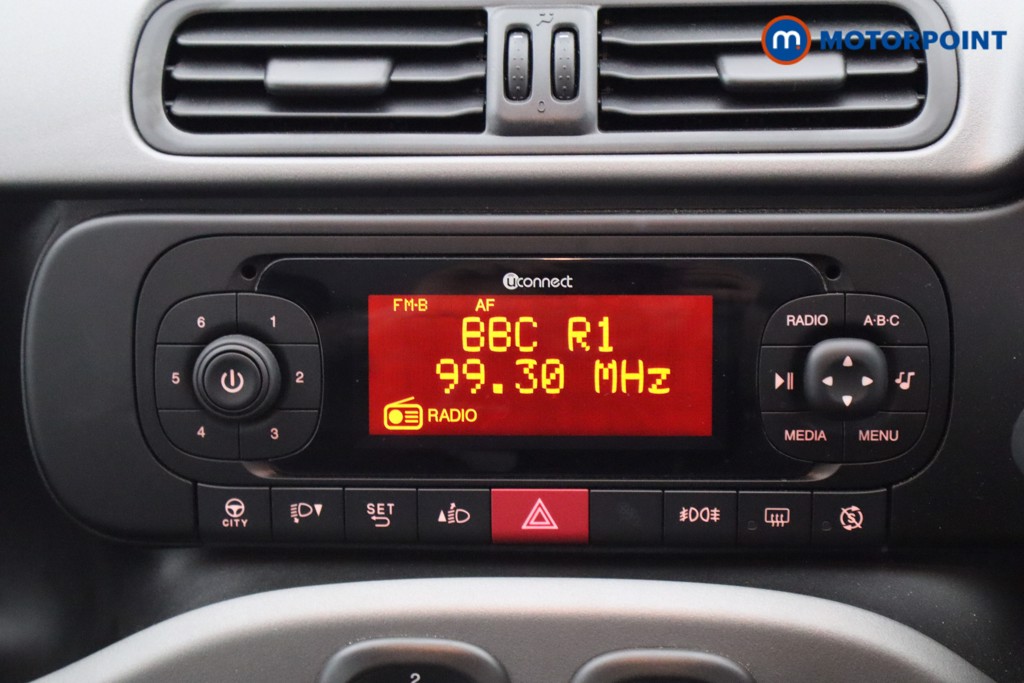 m MOTORPOINT
uconnect
FM-B AF
BBC R1
99.30 MHz
RADIO
6 1
5 2
4 3
RADIO A·B·C
MEDIA MENU
CITY
SET
2